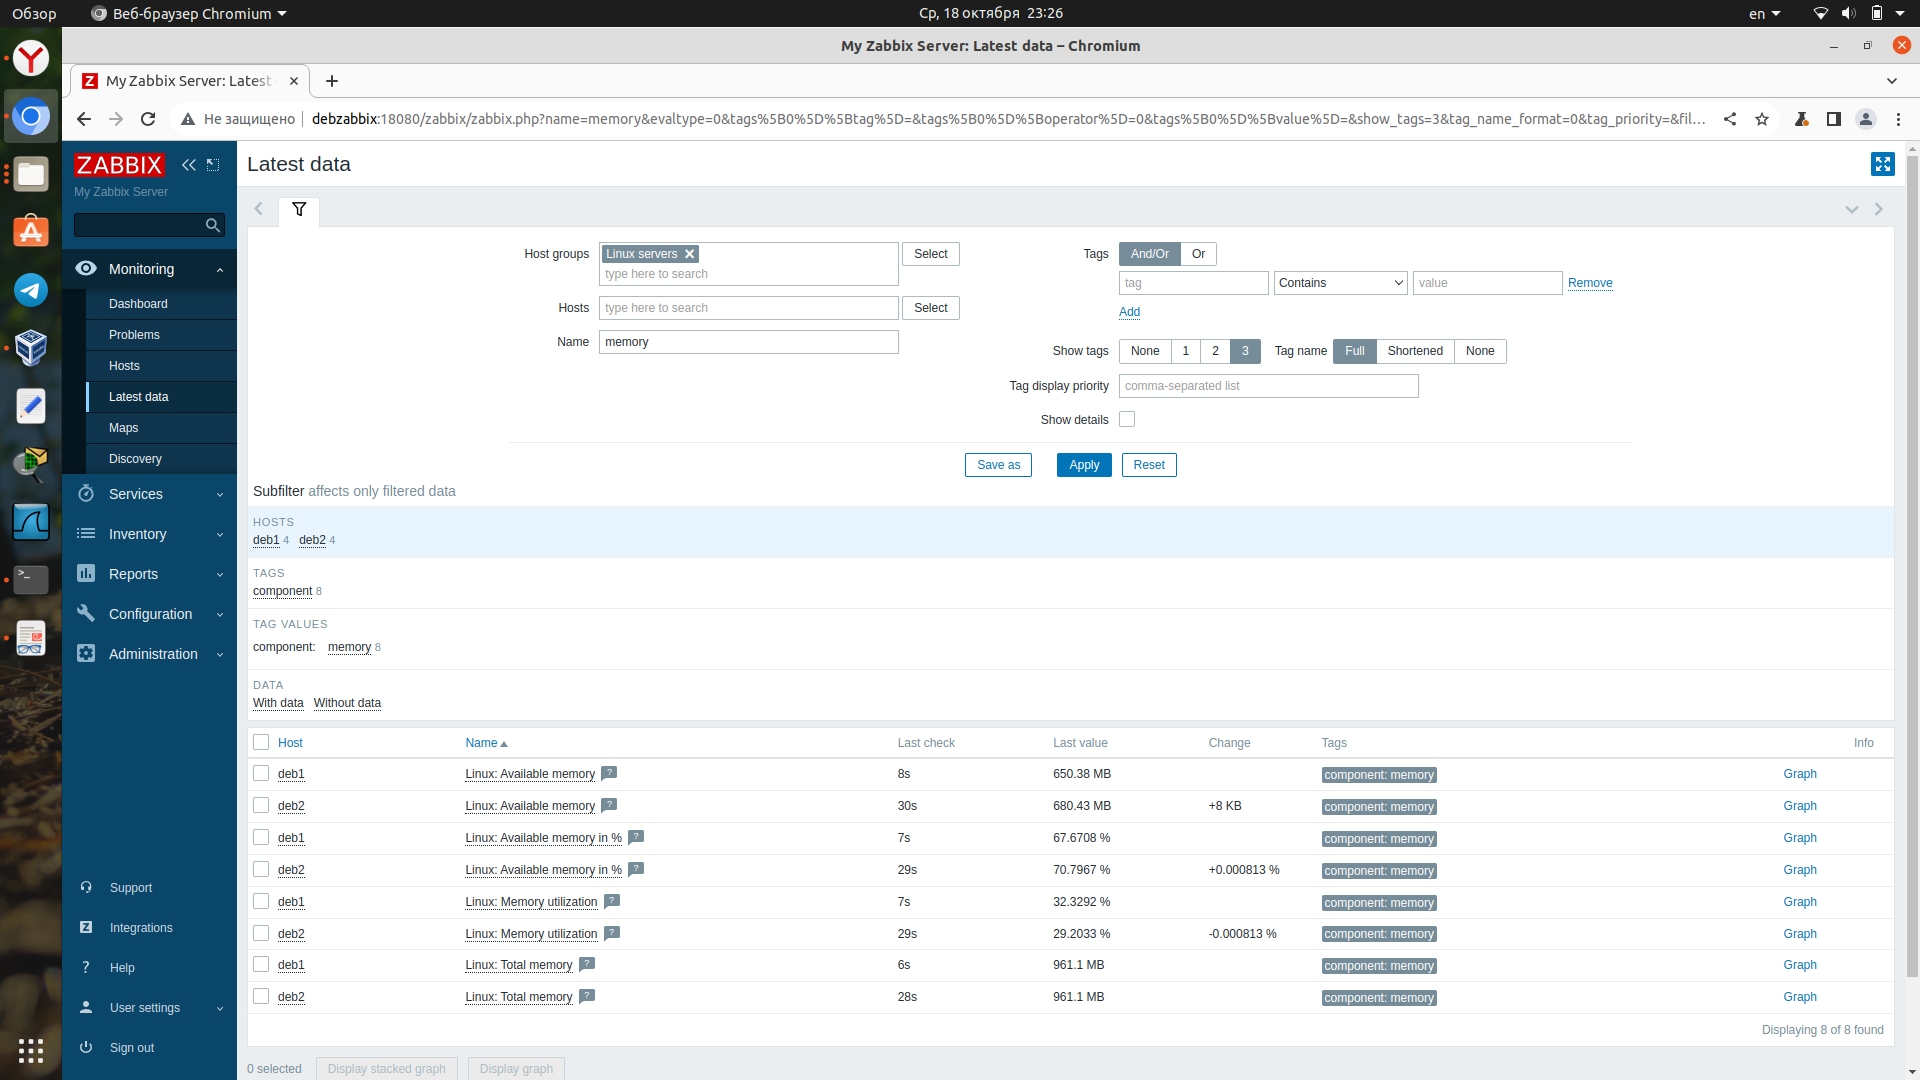 Обзор
Веб-браузер Chromium
Ср, 18 октября 23:26
en
My Zabbix Server: Latest data – Chromium
My Zabbix Server: Latest
Не защищено
debzabbix:18080/zabbix/zabbix.php?name=memory&evaltype=0&tags%5B0%5D%5Btag%5D=&tags%5B0%5D%5Boperator%5D=0&tags%5B0%5D%5Bvalue%5D=&show_tags=3&tag_name_format=0&tag_priority=&fil...
ZABBIX
My Zabbix Server
Monitoring
Dashboard
Problems
Hosts
Latest data
Maps
Discovery
Services
Inventory
Reports
Configuration
Administration
Support
Integrations
Help
User settings
Sign out
Latest data
Host groups
Linux servers
type here to search
Select
Hosts
type here to search
Select
Name
memory
Tags
And/Or
Or
tag
Contains
value
Remove
Add
Show tags
None 1 2 3
Tag name
Full Shortened None
Tag display priority
comma-separated list
Show details
Save as Apply Reset
Subfilter affects only filtered data
HOSTS
deb1 4 deb2 4
TAGS
component 8
TAG VALUES
component: memory 8
DATA
With data Without data
Host Name Last check Last value Change Tags Info
deb1 Linux: Available memory ? 8s 650.38 MB component: memory Graph
deb2 Linux: Available memory ? 30s 680.43 MB +8 KB component: memory Graph
deb1 Linux: Available memory in % ? 7s 67.6708 % component: memory Graph
deb2 Linux: Available memory in % ? 29s 70.7967 % +0.000813 % component: memory Graph
deb1 Linux: Memory utilization ? 7s 32.3292 % component: memory Graph
deb2 Linux: Memory utilization ? 29s 29.2033 % -0.000813 % component: memory Graph
deb1 Linux: Total memory ? 6s 961.1 MB component: memory Graph
deb2 Linux: Total memory ? 28s 961.1 MB component: memory Graph
Displaying 8 of 8 found
0 selected Display stacked graph Display graph